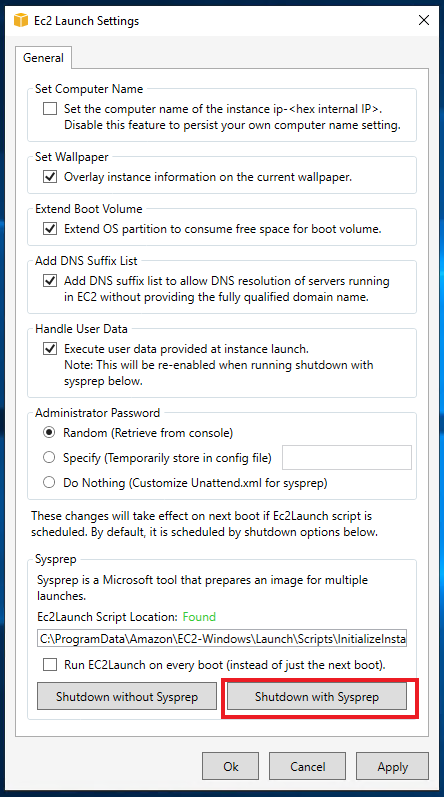 Ec2 Launch Settings
General
Set Computer Name
Set the computer name of the instance ip-<hex internal IP>.
Disable this feature to persist your own computer name setting.
Set Wallpaper
Overlay instance information on the current wallpaper.
Extend Boot Volume
Extend OS partition to consume free space for boot volume.
Add DNS Suffix List
Add DNS suffix list to allow DNS resolution of servers running
in EC2 without providing the fully qualified domain name.
Handle User Data
Execute user data provided at instance launch.
Note: This will be re-enabled when running shutdown with
sysprep below.
Administrator Password
Random (Retrieve from console)
Specify (Temporarily store in config file)
Do Nothing (Customize Unattend.xml for sysprep)
These changes will take effect on next boot if Ec2Launch script is
scheduled. By default, it is scheduled by shutdown options below.
Sysprep
Sysprep is a Microsoft tool that prepares an image for multiple
launches.
Ec2Launch Script Location: Found
C:\ProgramData\Amazon\EC2-Windows\Launch\Scripts\InitializeInsta
Run EC2Launch on every boot (instead of just the next boot).
Shutdown without Sysprep
Shutdown with Sysprep
Ok
Cancel
Apply